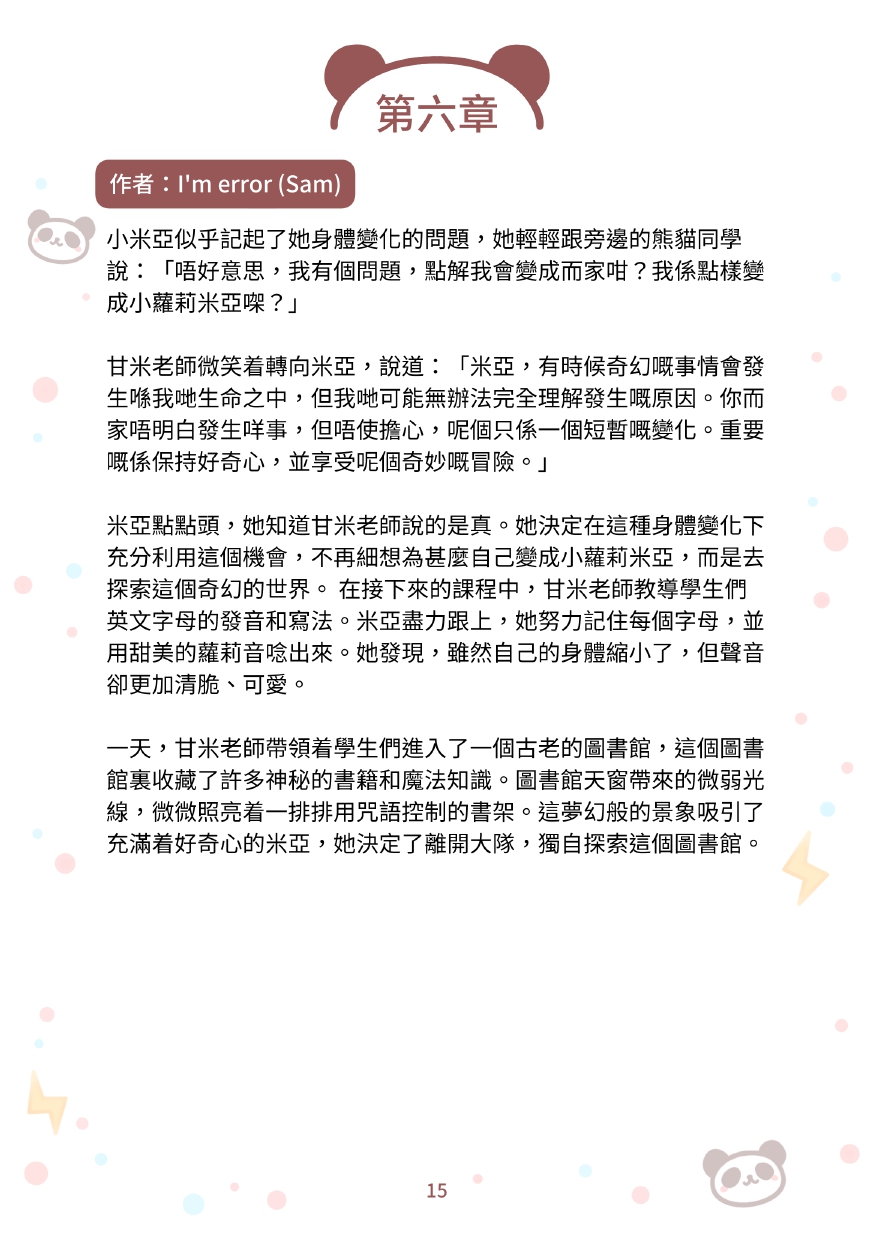 第六章
作者：I'm error (Sam)
小米亞似乎記起了她身體變化的問題，她輕輕跟旁邊的熊貓同學
說：「唔好意思，我有個問題，點解我會變成而家咁？我係點樣變
成小蘿莉米亞㗎？」
甘米老師微笑着轉向米亞，說道：「米亞，有時候奇幻嘅事情會發
生喺我哋生命之中，但我哋可能無辦法完全理解發生嘅原因。你而
家唔明白發生咩事，但唔使擔心，呢個只係一個短暫嘅變化。重要
嘅係保持好奇心，並享受呢個奇妙嘅冒險。」
米亞點點頭，她知道甘米老師說的是真。她決定在這種身體變化下
充分利用這個機會，不再細想為甚麼自己變成小蘿莉米亞，而是去
探索這個奇幻的世界。 在接下來的課程中，甘米老師教導學生們
英文字母的發音和寫法。米亞盡力跟上，她努力記住每個字母，並
用甜美的蘿莉音唸出來。她發現，雖然自己的身體縮小了，但聲音
卻更加清脆、可愛。
一天，甘米老師帶領着學生們進入了一個古老的圖書館，這個圖書
館裏收藏了許多神秘的書籍和魔法知識。圖書館天窗帶來的微弱光
線，微微照亮着一排排用咒語控制的書架。這夢幻般的景象吸引了
充滿着好奇心的米亞，她決定了離開大隊，獨自探索這個圖書館。
15